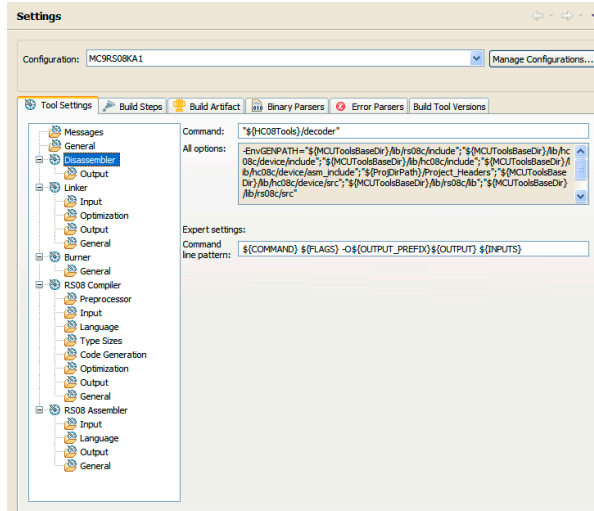 Settings
Configuration: MC9RS08KA1 Manage Configurations...
Tool Settings Build Steps Build Artifact Binary Parsers Error Parsers Build Tool Versions
Messages
General
Disassembler
Output
Linker
Input
Optimization
Output
General
Burner
General
RS08 Compiler
Preprocessor
Input
Language
Type Sizes
Code Generation
Optimization
Output
General
RS08 Assembler
Input
Language
Output
General
Command: "${HC08Tools}/decoder"
All options: -EnvGENPATH="${MCUToolsBaseDir}/lib/rs08c/include";"${MCUToolsBaseDir}/lib/hc
08c/device/include";"${MCUToolsBaseDir}/lib/hc08c/include";"${MCUToolsBaseDir}/l
ib/hc08c/device/asm_include";"${ProjDirPath}/Project_Headers";"${MCUToolsBase
Dir}/lib/hc08c/device/src";"${MCUToolsBaseDir}/lib/rs08c/lib";"${MCUToolsBaseDir}
/lib/rs08c/src"
Expert settings:
Command
line pattern: ${COMMAND} ${FLAGS} -O${OUTPUT_PREFIX}${OUTPUT} ${INPUTS}